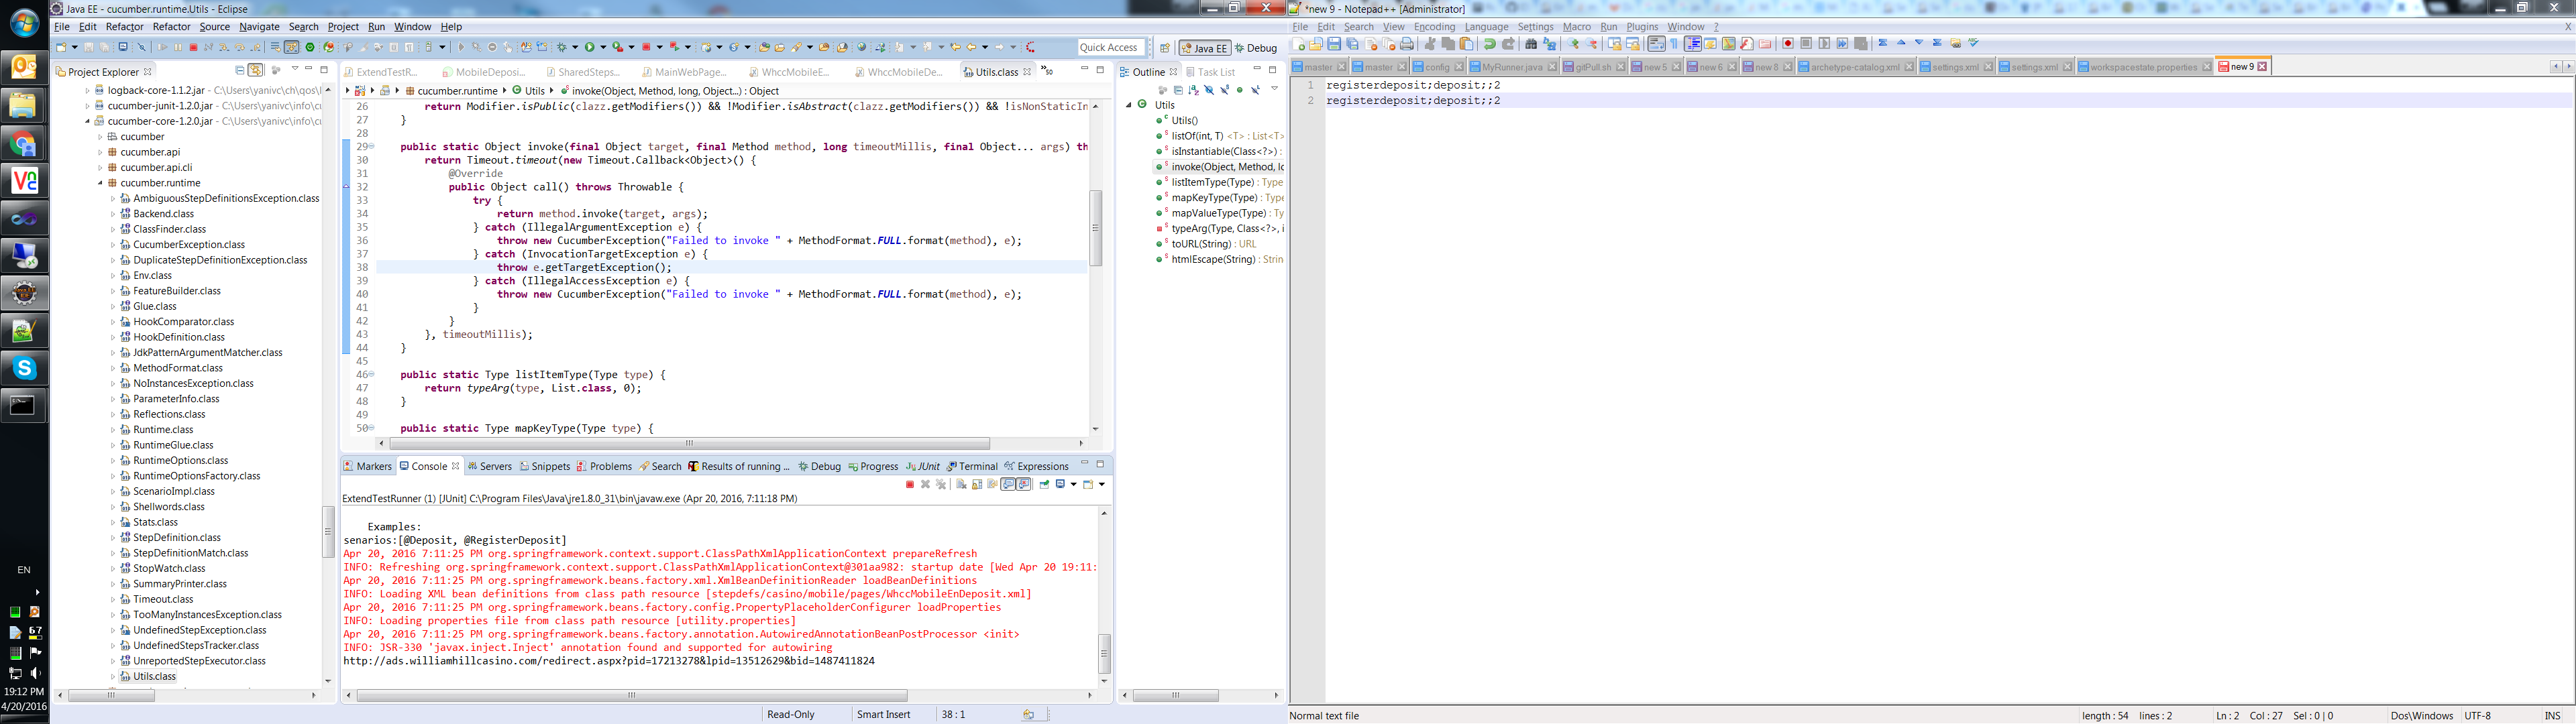 Java EE - cucumber.runtime.Utils - Eclipse
File Edit Refactor Refactor Source Navigate Search Project Run Window Help
Quick Access
Java EE
Debug
Project Explorer
logback-core-1.1.2.jar - C:\Users\yanivc\ch\qos\l
cucumber-junit-1.2.0.jar - C:\Users\yanivc\info\cu
cucumber-core-1.2.0.jar - C:\Users\yanivc\info\cu
cucumber
cucumber.api
cucumber.api.cli
cucumber.runtime
AmbiguousStepDefinitionsException.class
Backend.class
ClassFinder.class
CucumberException.class
DuplicateStepDefinitionException.class
Env.class
FeatureBuilder.class
Glue.class
HookComparator.class
HookDefinition.class
JdkPatternArgumentMatcher.class
MethodFormat.class
NoInstancesException.class
ParameterInfo.class
Reflections.class
Runtime.class
RuntimeGlue.class
RuntimeOptions.class
RuntimeOptionsFactory.class
ScenarioImpl.class
Shellwords.class
Stats.class
StepDefinition.class
StepDefinitionMatch.class
StopWatch.class
SummaryPrinter.class
Timeout.class
TooManyInstancesException.class
UndefinedStepException.class
UndefinedStepsTracker.class
UnreportedStepExecutor.class
Utils.class
EN
67
19:12 PM
4/20/2016
ExtendTestR... MobileDeposi... SharedSteps... MainWebPage... WhccMobileE... WhccMobileDe... Utils.class 50
cucumber.runtime Utils invoke(Object, Method, long, Object...) : Object
26 return Modifier.isPublic(clazz.getModifiers()) && !Modifier.isAbstract(clazz.getModifiers()) && !isNonStaticIn
27 }
28
29 public static Object invoke(final Object target, final Method method, long timeoutMillis, final Object... args) th
30 return Timeout.timeout(new Timeout.Callback<Object>() {
31 @Override
32 public Object call() throws Throwable {
33 try {
34 return method.invoke(target, args);
35 } catch (IllegalArgumentException e) {
36 throw new CucumberException("Failed to invoke " + MethodFormat.FULL.format(method), e);
37 } catch (InvocationTargetException e) {
38 throw e.getTargetException();
39 } catch (IllegalAccessException e) {
40 throw new CucumberException("Failed to invoke " + MethodFormat.FULL.format(method), e);
41 }
42 }
43 }, timeoutMillis);
44 }
45
46 public static Type listItemType(Type type) {
47 return typeArg(type, List.class, 0);
48 }
49
50 public static Type mapKeyType(Type type) {
Markers Console Servers Snippets Problems Search Results of running ... Debug Progress JUnit Terminal Expressions
ExtendTestRunner (1) [JUnit] C:\Program Files\Java\jre1.8.0_31\bin\javaw.exe (Apr 20, 2016, 7:11:18 PM)
Examples:
senarios:[@Deposit, @RegisterDeposit]
Apr 20, 2016 7:11:25 PM org.springframework.context.support.ClassPathXmlApplicationContext prepareRefresh
INFO: Refreshing org.springframework.context.support.ClassPathXmlApplicationContext@301aa982: startup date [Wed Apr 20 19:11:
Apr 20, 2016 7:11:25 PM org.springframework.beans.factory.xml.XmlBeanDefinitionReader loadBeanDefinitions
INFO: Loading XML bean definitions from class path resource [stepdefs/casino/mobile/pages/WhccMobileEnDeposit.xml]
Apr 20, 2016 7:11:25 PM org.springframework.beans.factory.config.PropertyPlaceholderConfigurer loadProperties
INFO: Loading properties file from class path resource [utility.properties]
Apr 20, 2016 7:11:25 PM org.springframework.beans.factory.annotation.AutowiredAnnotationBeanPostProcessor <init>
INFO: JSR-330 'javax.inject.Inject' annotation found and supported for autowiring
http://ads.williamhillcasino.com/redirect.aspx?pid=17213278&lpid=13512629&bid=1487411824
Read-Only Smart Insert 38 : 1
Outline Task List
Utils
Utils()
listOf(int, T) <T> : List<T>
isInstantiable(Class<?>) :
invoke(Object, Method, lo
listItemType(Type) : Type
mapKeyType(Type) : Type
mapValueType(Type) : Ty
typeArg(Type, Class<?>, i
toURL(String) : URL
htmlEscape(String) : Strin
*new 9 - Notepad++ [Administrator]
File Edit Search View Encoding Language Settings Macro Run Plugins Window ? X
master master config MyRunner.java gitPull.sh new 5 new 6 new 8 archetype-catalog.xml settings.xml settings.xml workspacestate.properties new 9
1 registerdeposit;deposit;;2
2 registerdeposit;deposit;;2
Normal text file length : 54 lines : 2 Ln : 2 Col : 27 Sel : 0 | 0 Dos\Windows UTF-8 INS